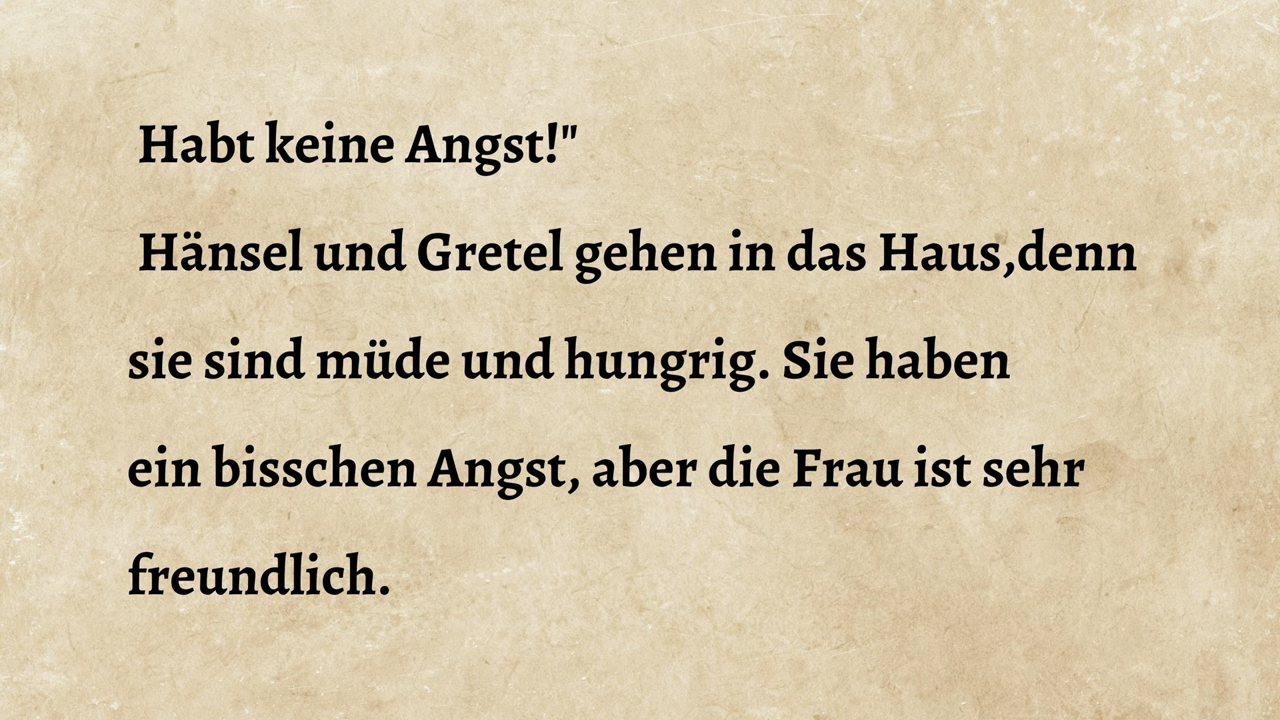 Habt keine Angst!"
Hänsel und Gretel gehen in das Haus,denn
sie sind müde und hungrig. Sie haben
ein bisschen Angst, aber die Frau ist sehr
freundlich.